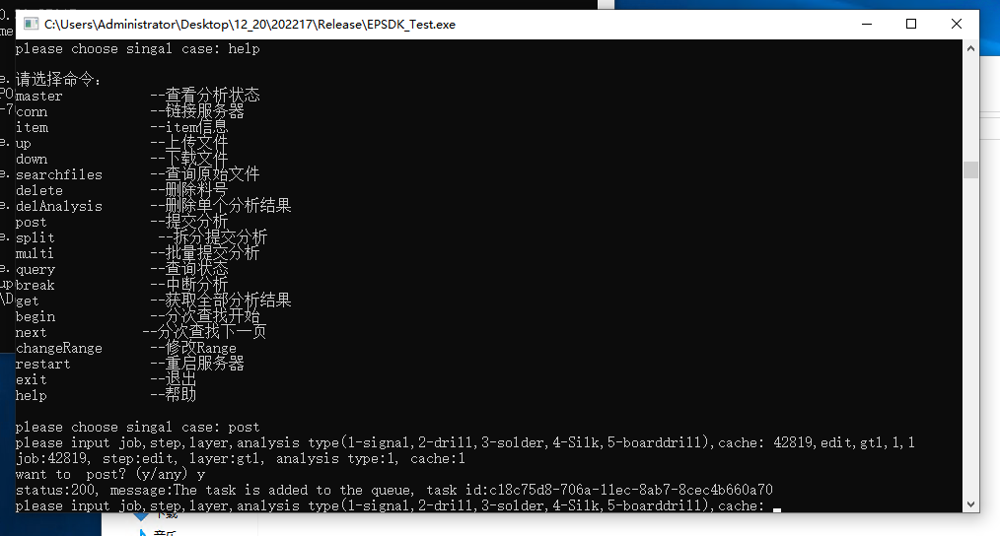 C:\Users\Administrator\Desktop\12_20\202217\Release\EPSDK_Test.exe
please choose singal case: help
请选择命令:
master --查看分析状态
conn --链接服务器
item --item信息
up --上传文件
down --下载文件
searchfiles --查询原始文件
delete --删除料号
delAnalysis --删除单个分析结果
post --提交分析
split --拆分提交分析
multi --批量提交分析
query --查询状态
break --中断分析
get --获取全部分析结果
begin --分次查找开始
next --分次查找下一页
changeRange --修改Range
restart --重启服务器
exit --退出
help --帮助
please choose singal case: post
please input job,step,layer,analysis type(1-signal,2-drill,3-solder,4-Silk,5-boarddrill),cache: 42819,edit,gtl,1,1
job:42819, step:edit, layer:gtl, analysis type:1, cache:1
want to  post? (y/any) y
status:200, message:The task is added to the queue, task id:c18c75d8-706a-11ec-8ab7-8cec4b660a70
please input job,step,layer,analysis type(1-signal,2-drill,3-solder,4-Silk,5-boarddrill),cache:
下载
音乐